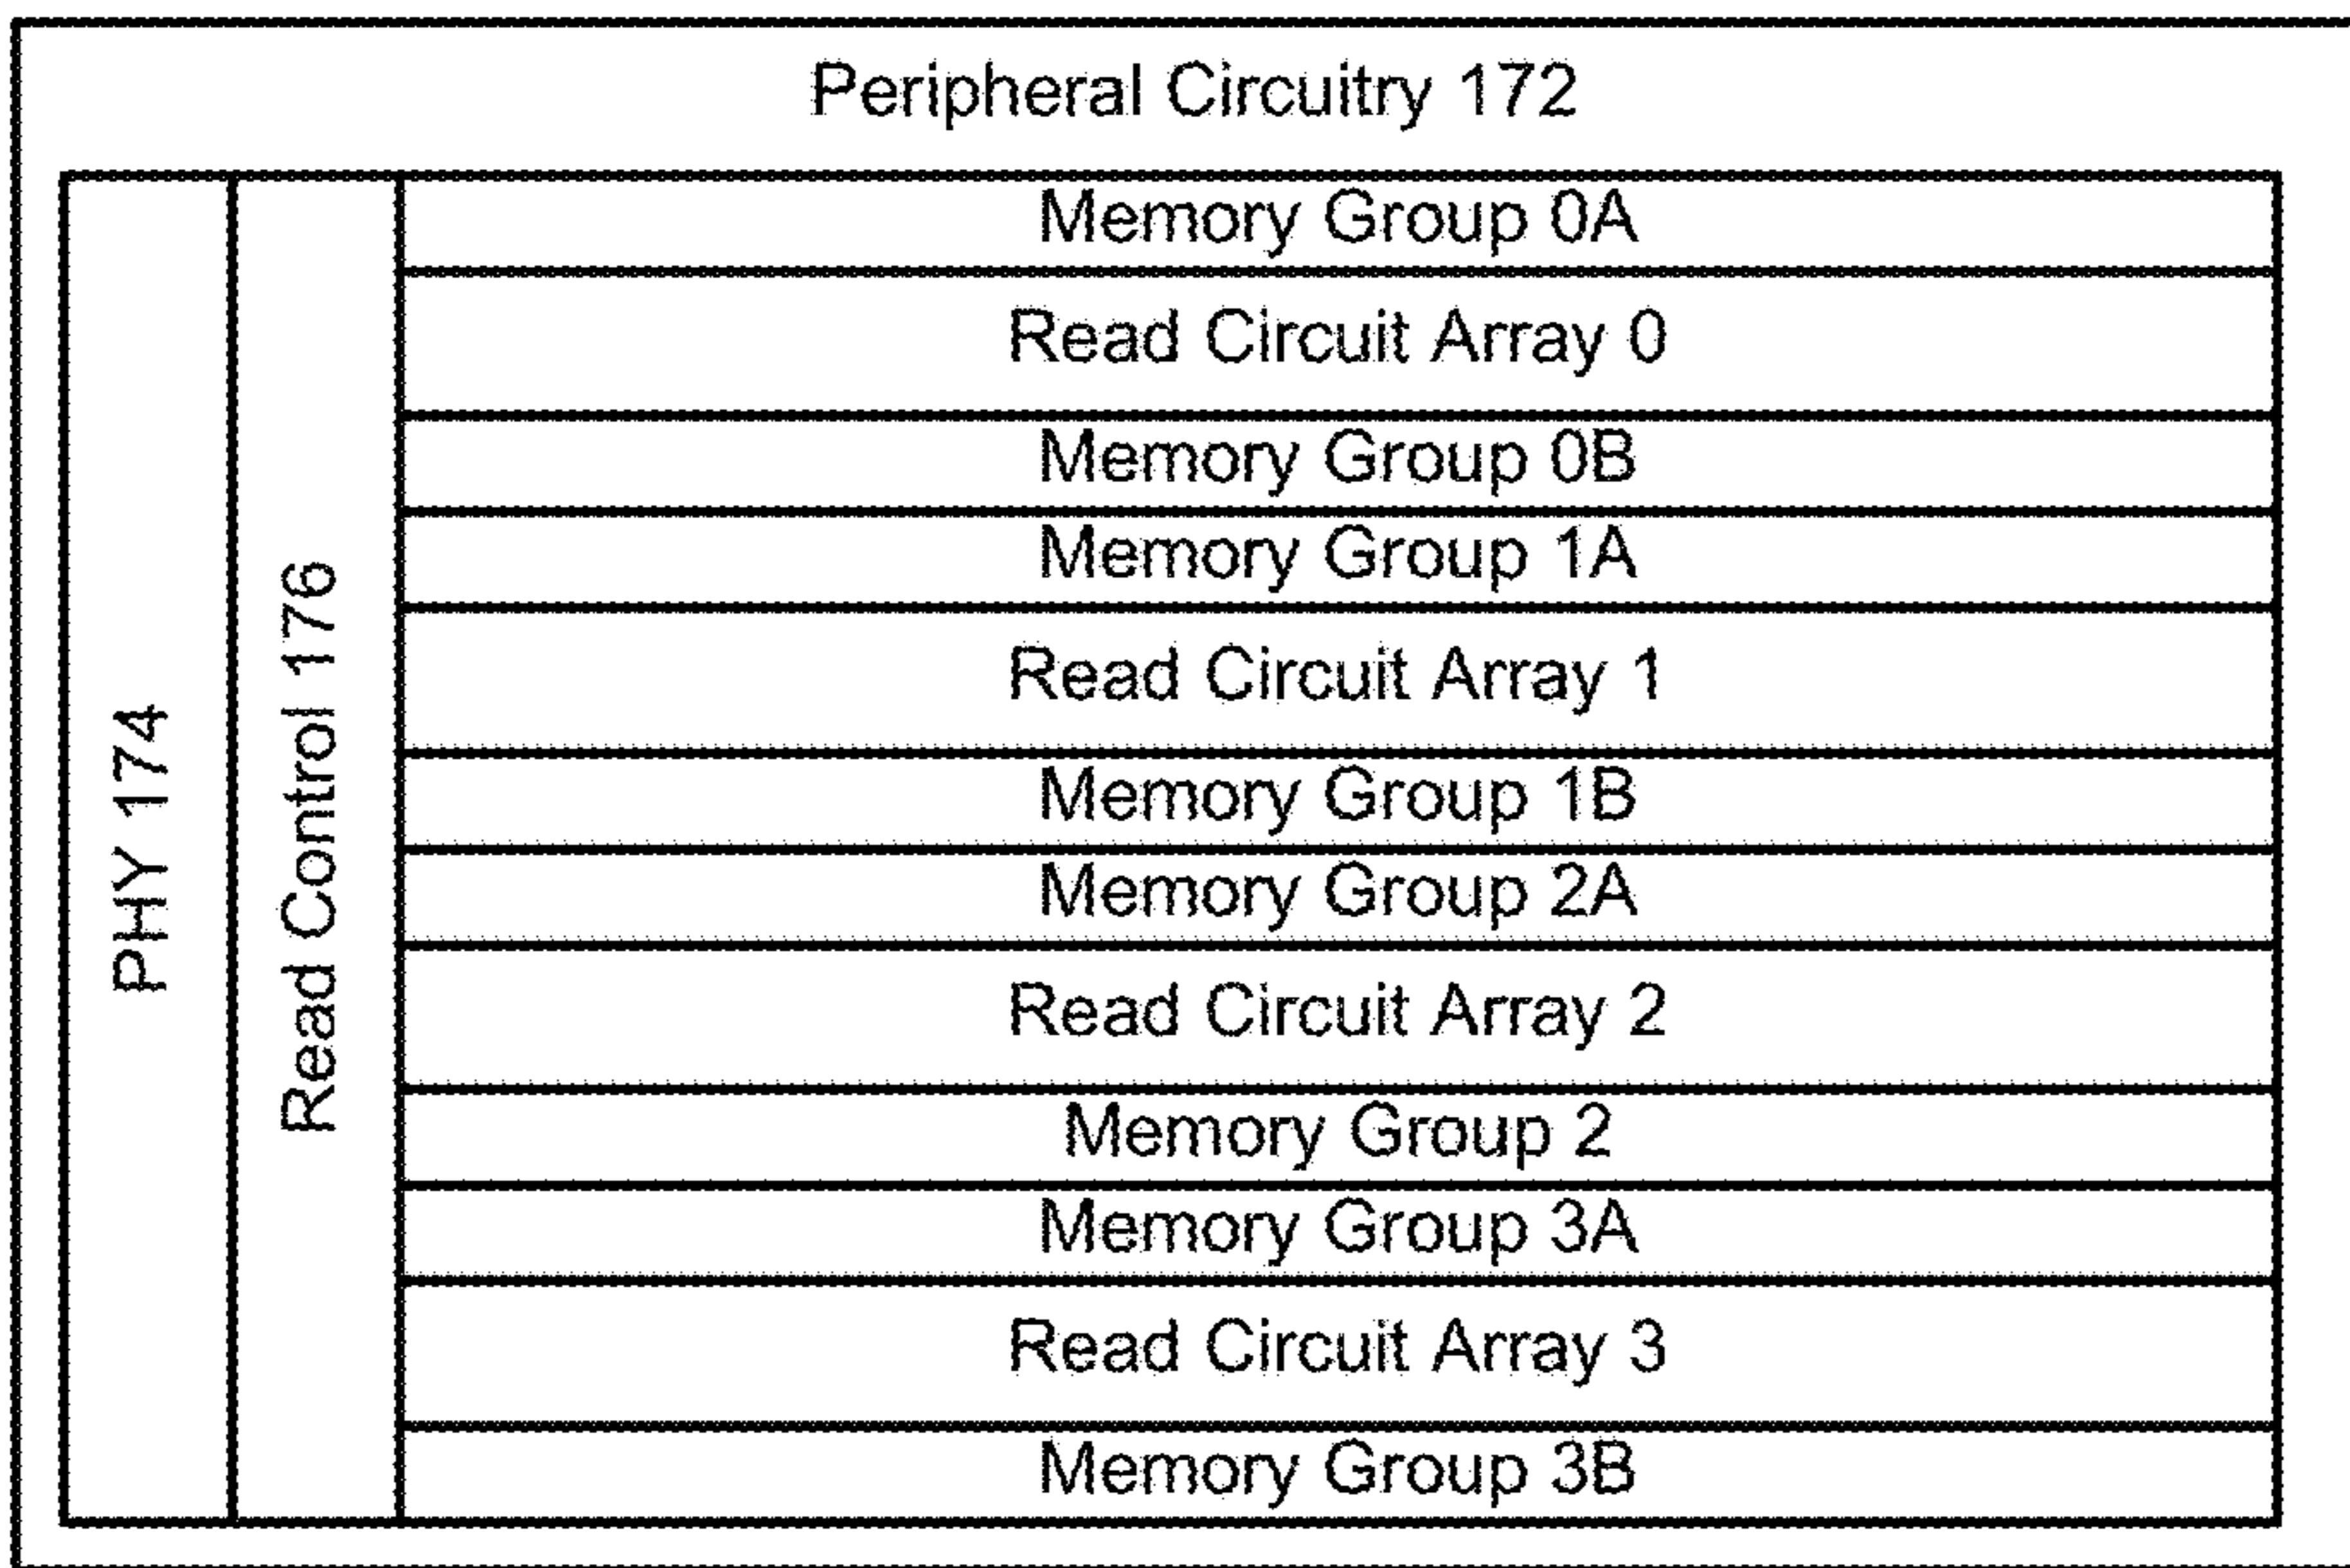 Peripheral Circuitry 172
PHY 174
Read Control 176
Memory Group 0A
Read Circuit Array 0
Memory Group 0B
Memory Group 1A
Read Circuit Array 1
Memory Group 1B
Memory Group 2A
Read Circuit Array 2
Memory Group 2
Memory Group 3A
Read Circuit Array 3
Memory Group 3B